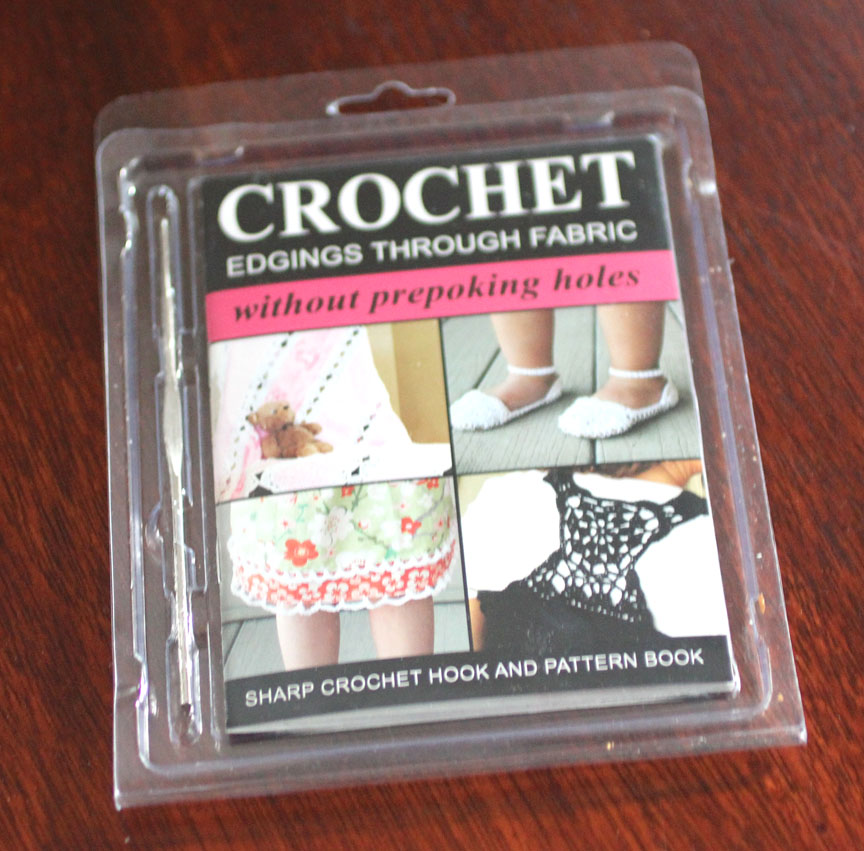 CROCHET
EDGINGS THROUGH FABRIC
without prepoking holes
SHARP CROCHET HOOK AND PATTERN BOOK